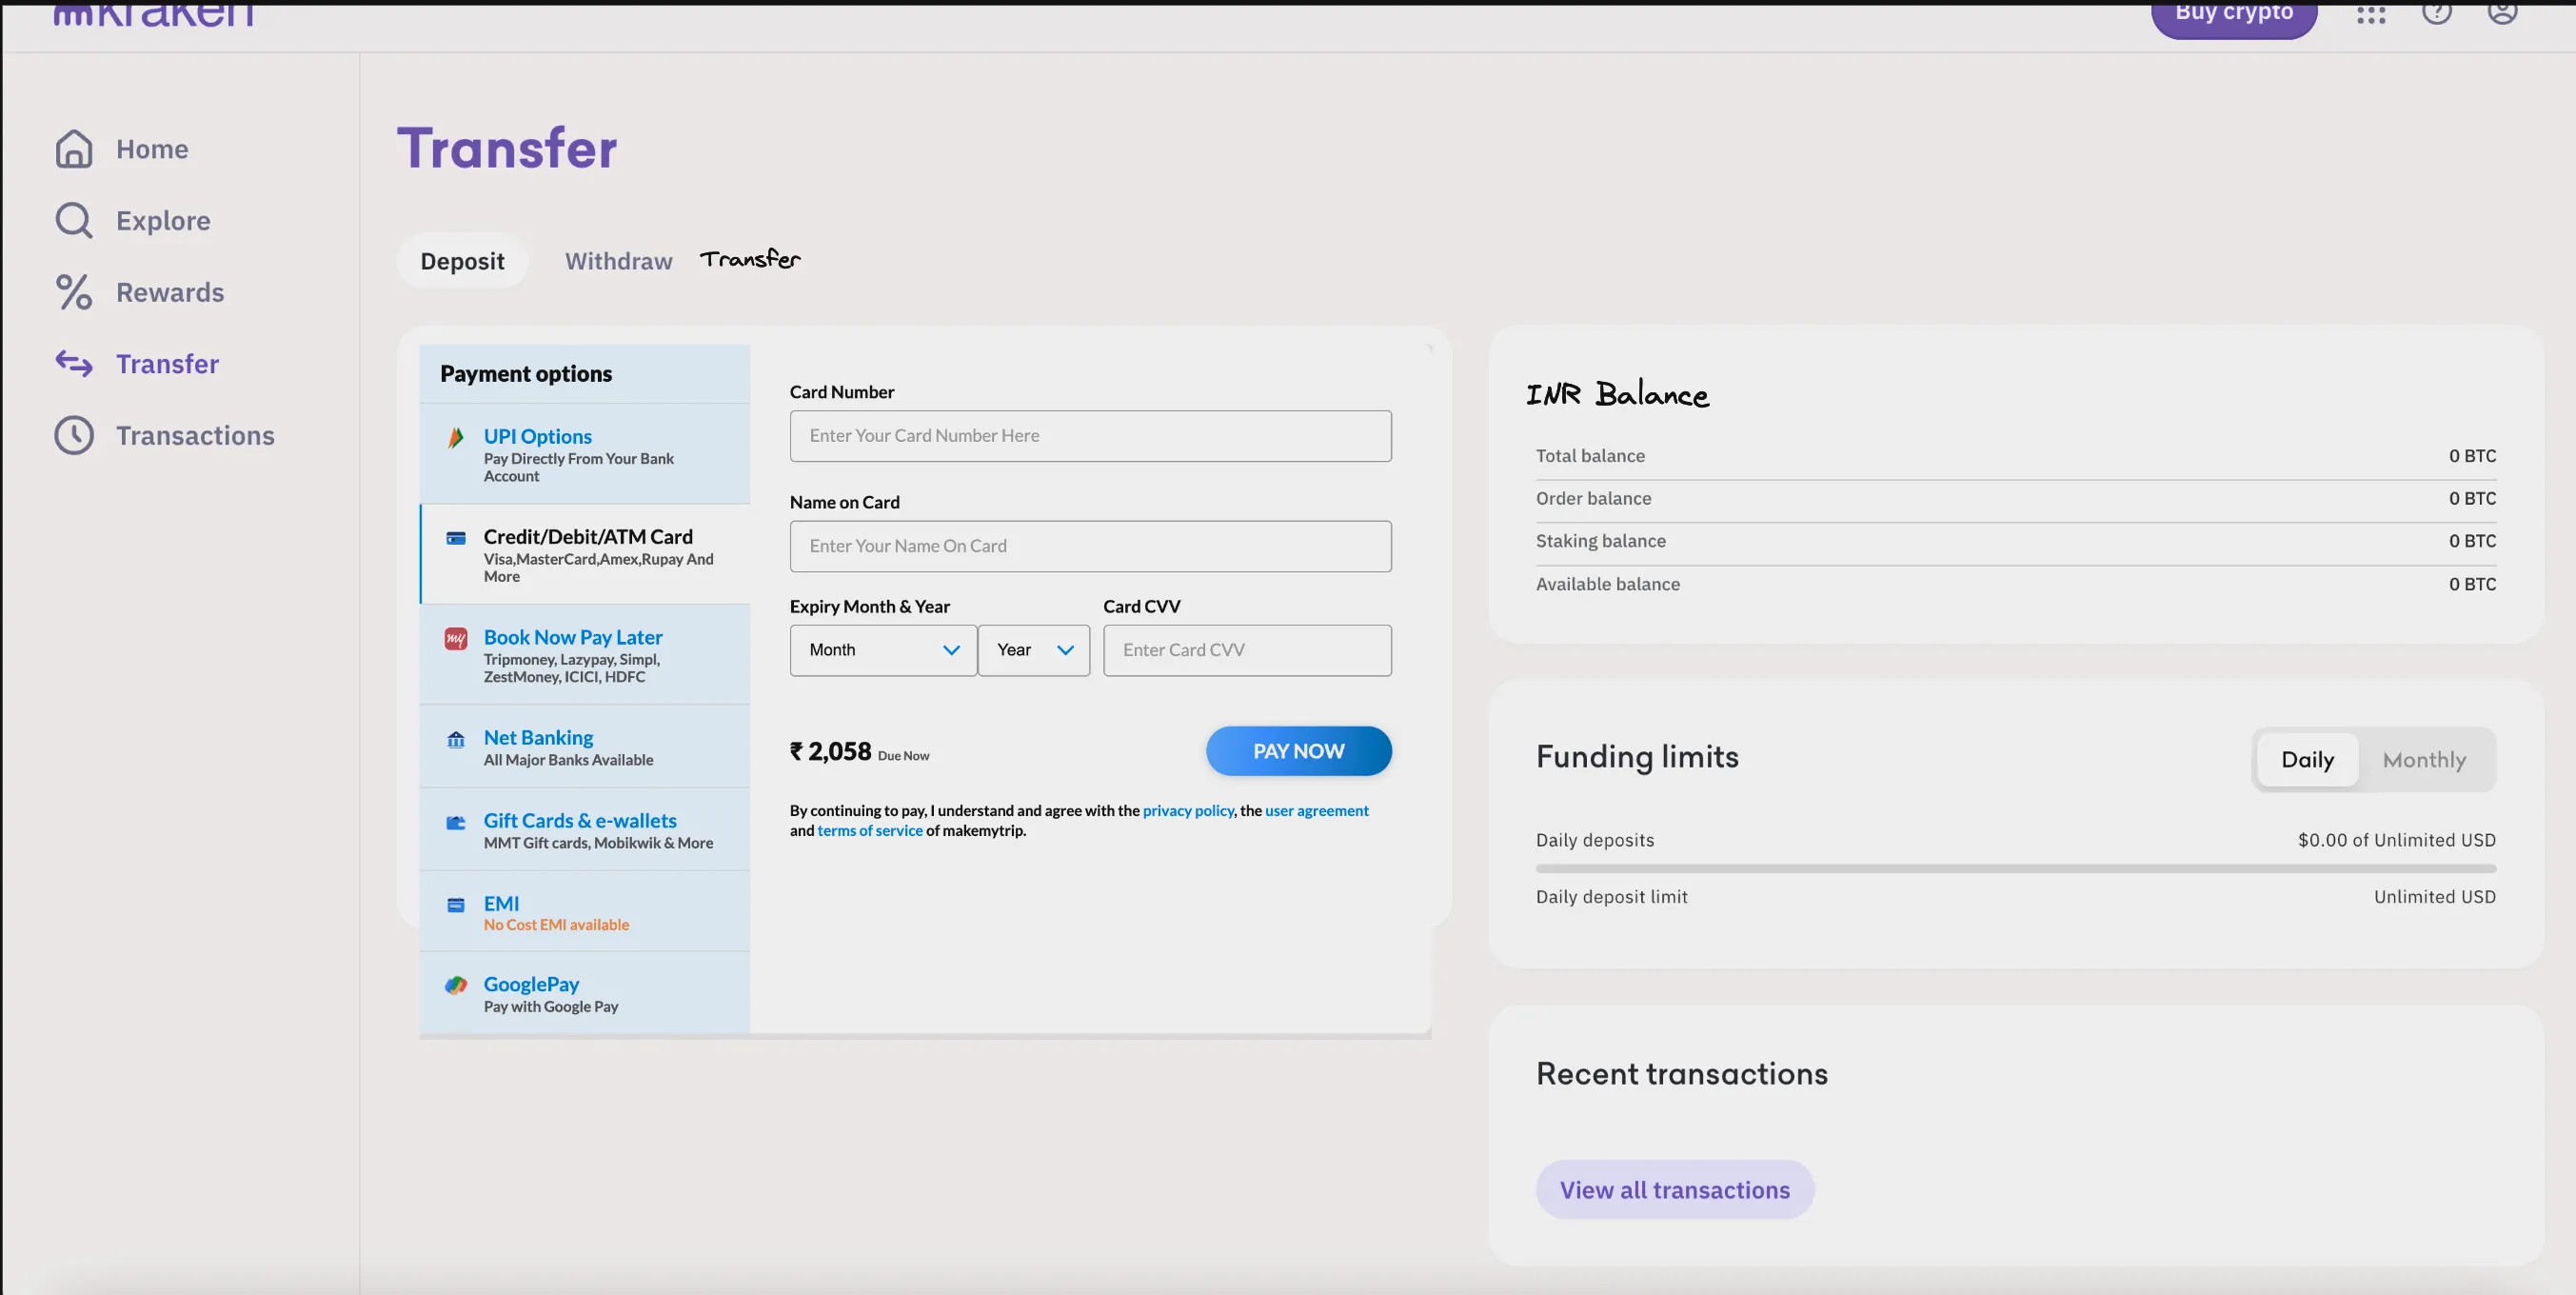 mkraken
Buy crypto
Home
Explore
Rewards
Transfer
Transactions
Transfer
Deposit
Withdraw
Transfer
Payment options
UPI Options
Pay Directly From Your Bank
Account
Credit/Debit/ATM Card
Visa,MasterCard,Amex,Rupay And
More
my
Book Now Pay Later
Tripmoney, Lazypay, Simpl,
ZestMoney, ICICI, HDFC
Net Banking
All Major Banks Available
Gift Cards & e-wallets
MMT Gift cards, Mobikwik & More
EMI
No Cost EMI available
GooglePay
Pay with Google Pay
Card Number
Enter Your Card Number Here
Name on Card
Enter Your Name On Card
Expiry Month & Year
Card CVV
Month
Year
Enter Card CVV
₹ 2,058 Due Now
PAY NOW
By continuing to pay, I understand and agree with the privacy policy, the user agreement
and terms of service of makemytrip.
INR Balance
Total balance 0 BTC
Order balance 0 BTC
Staking balance 0 BTC
Available balance 0 BTC
Funding limits
Daily
Monthly
Daily deposits $0.00 of Unlimited USD
Daily deposit limit Unlimited USD
Recent transactions
View all transactions